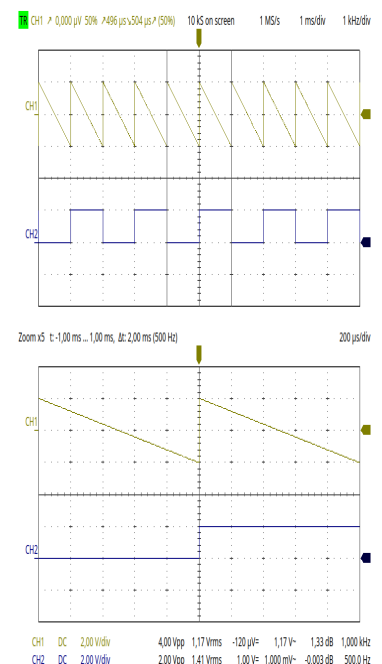 TR CH1 ↗ 0,000 µV 50% ↗496 µs↘504 µs↗ (50%) 10 kS on screen 1 MS/s 1 ms/div 1 kHz/div
CH1
CH2
Zoom x5 t: -1,00 ms ... 1,00 ms, Δt: 2,00 ms (500 Hz) 200 µs/div
CH1
CH2
CH1 DC 2,00 V/div 4,00 Vpp 1,17 Vrms -120 µV= 1,17 V~ 1,33 dB 1,000 kHz
CH2 DC 2.00 V/div 2.00 Vpp 1.41 Vrms 1.00 V= 1.000 mV~ -0.003 dB 500.0 Hz